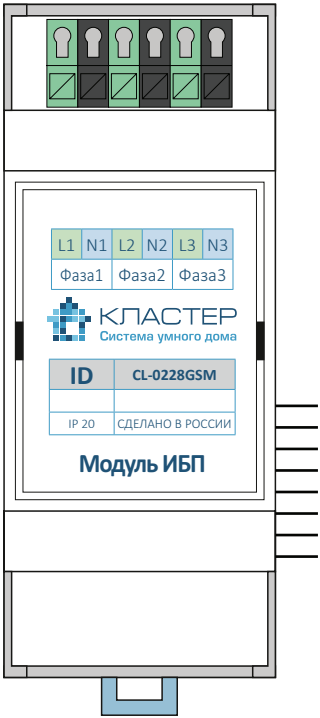 L1 N1 L2 N2 L3 N3
Фаза1 Фаза2 Фаза3
КЛАСТЕР
Система умного дома
ID CL-0228GSM
IP 20 СДЕЛАНО В РОССИИ
Модуль ИБП